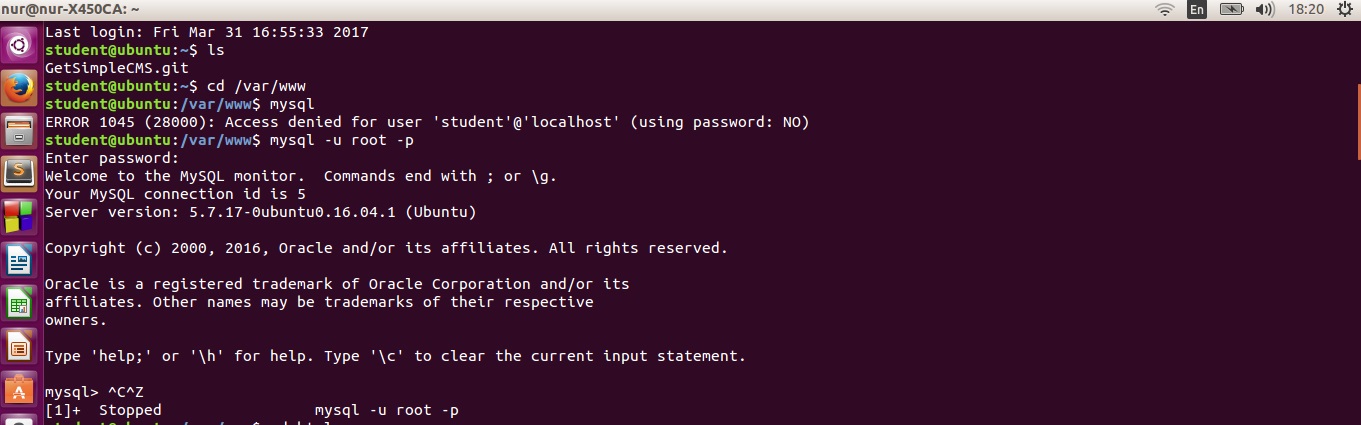 nur@nur-X450CA: ~
En
18:20
Last login: Fri Mar 31 16:55:33 2017
student@ubuntu:~$ ls
GetSimpleCMS.git
student@ubuntu:~$ cd /var/www
student@ubuntu:/var/www$ mysql
ERROR 1045 (28000): Access denied for user 'student'@'localhost' (using password: NO)
student@ubuntu:/var/www$ mysql -u root -p
Enter password:
Welcome to the MySQL monitor.  Commands end with ; or \g.
Your MySQL connection id is 5
Server version: 5.7.17-0ubuntu0.16.04.1 (Ubuntu)
Copyright (c) 2000, 2016, Oracle and/or its affiliates. All rights reserved.
Oracle is a registered trademark of Oracle Corporation and/or its
affiliates. Other names may be trademarks of their respective
owners.
Type 'help;' or '\h' for help. Type '\c' to clear the current input statement.
mysql> ^C^Z
[1]+  Stopped                 mysql -u root -p